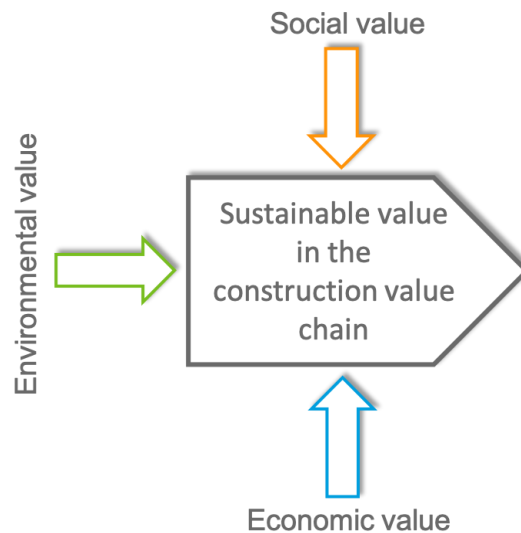 Social value
Environmental value
Sustainable value
in the
construction value
chain
Economic value